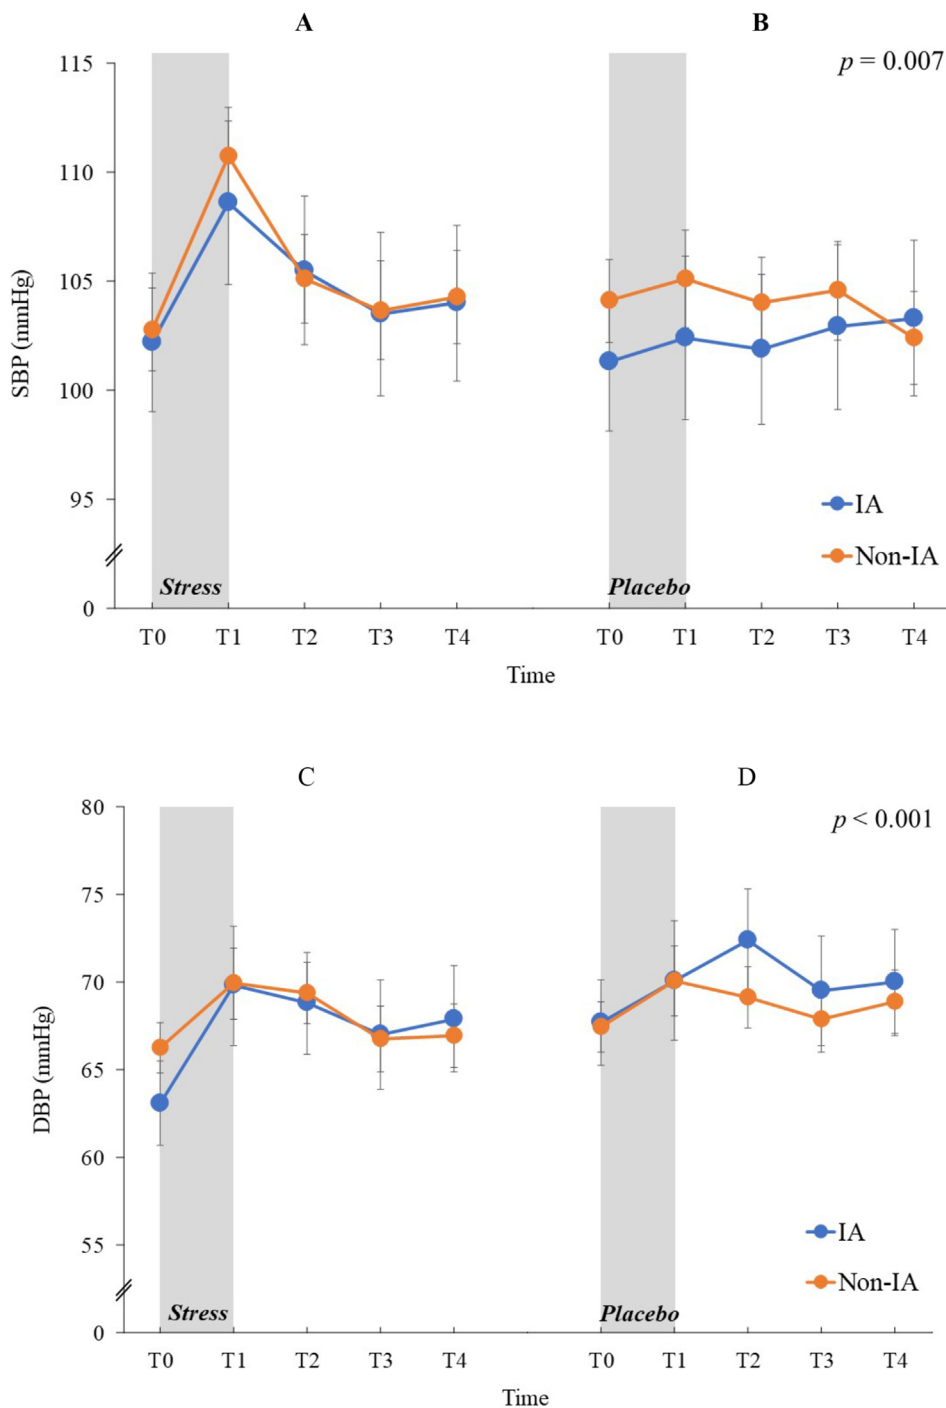 A
B
p = 0.007
115
110
105
100
95
0
SBP (mmHg)
Stress
Placebo
IA
Non-IA
T0 T1 T2 T3 T4 T0 T1 T2 T3 T4
Time
C
D
p < 0.001
80
75
70
65
60
55
0
DBP (mmHg)
Stress
Placebo
IA
Non-IA
T0 T1 T2 T3 T4 T0 T1 T2 T3 T4
Time